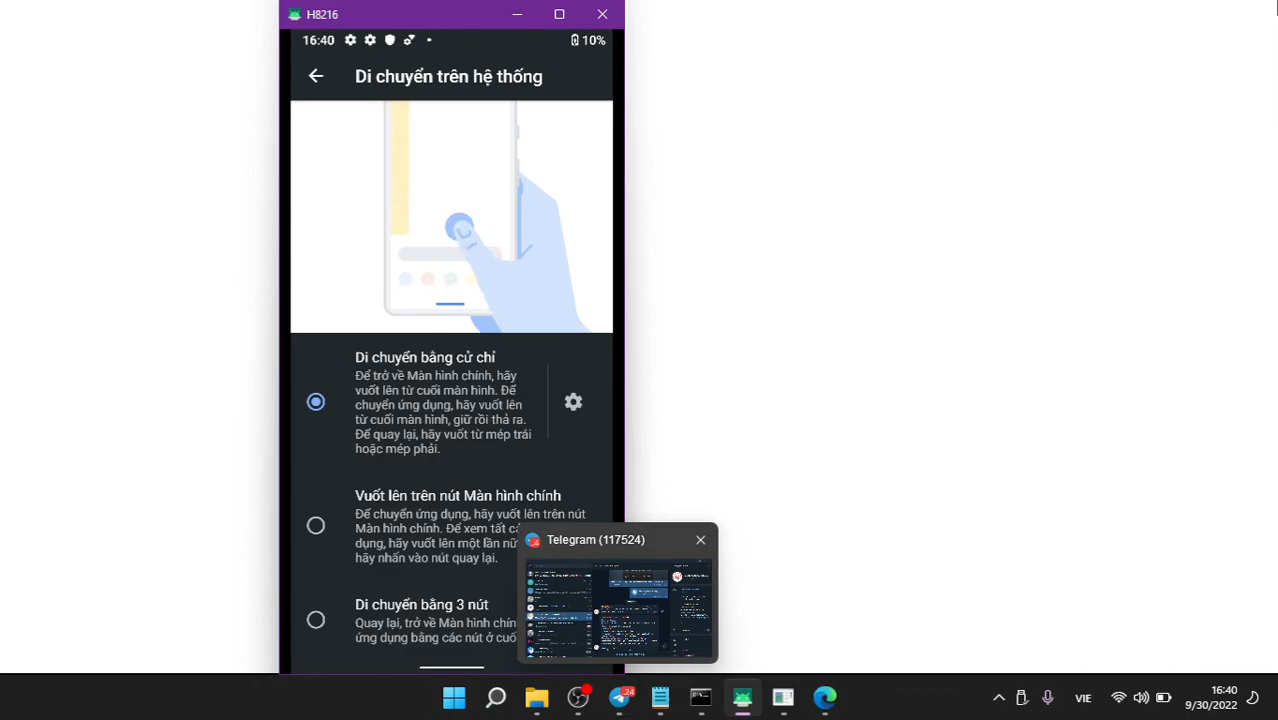 H8216
16:40
10%
Di chuyển trên hệ thống
Di chuyển bằng cử chỉ
Để trở về Màn hình chính, hãy
vuốt lên từ cuối màn hình. Để
chuyển ứng dụng, hãy vuốt lên
từ cuối màn hình, giữ rồi thả ra.
Để quay lại, hãy vuốt từ mép trái
hoặc mép phải.
Vuốt lên trên nút Màn hình chính
Để chuyển ứng dụng, hãy vuốt lên trên nút
Màn hình chính. Để xem tất cả
dụng, hãy vuốt lên một lần nữ
hãy nhấn vào nút quay lại.
Telegram (117524)
Di chuyển bằng 3 nút
Quay lại, trở về Màn hình chín
ứng dụng bằng các nút ở cuố
24
VIE
16:40
9/30/2022